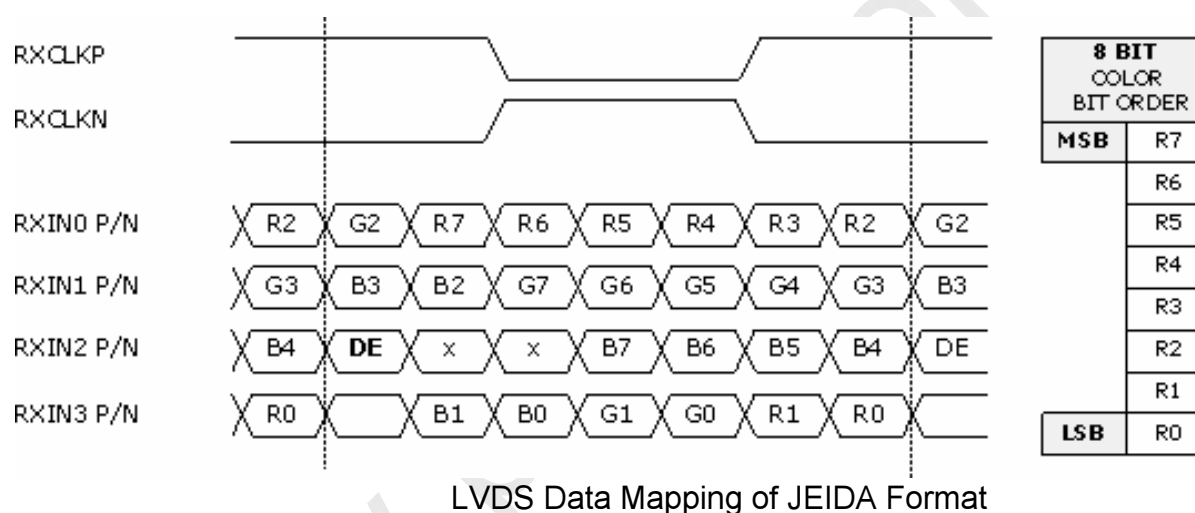 RXCLKP
RXCLKN
RXIN0 P/N R2 G2 R7 R6 R5 R4 R3 R2 G2
RXIN1 P/N G3 B3 B2 G7 G6 G5 G4 G3 B3
RXIN2 P/N B4 DE x x B7 B6 B5 B4 DE
RXIN3 P/N R0 B1 B0 G1 G0 R1 R0
8 BIT
COLOR
BIT ORDER
MSB R7
R6
R5
R4
R3
R2
R1
LSB R0
LVDS Data Mapping of JEIDA Format